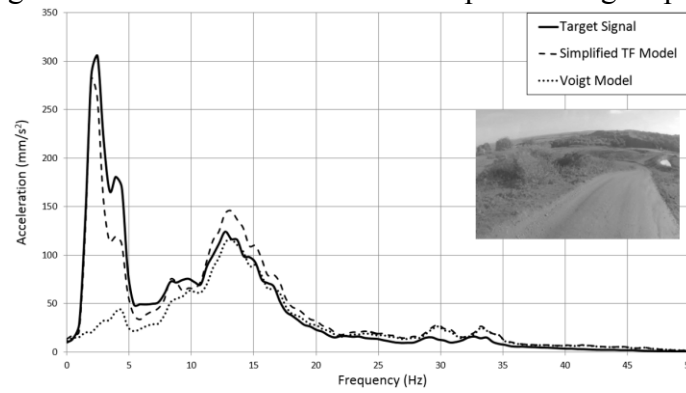 Target Signal
Simplified TF Model
Voigt Model
350
300
250
200
150
100
50
0
Acceleration (mm/s²)
0 5 10 15 20 25 30 35 40 45
Frequency (Hz)